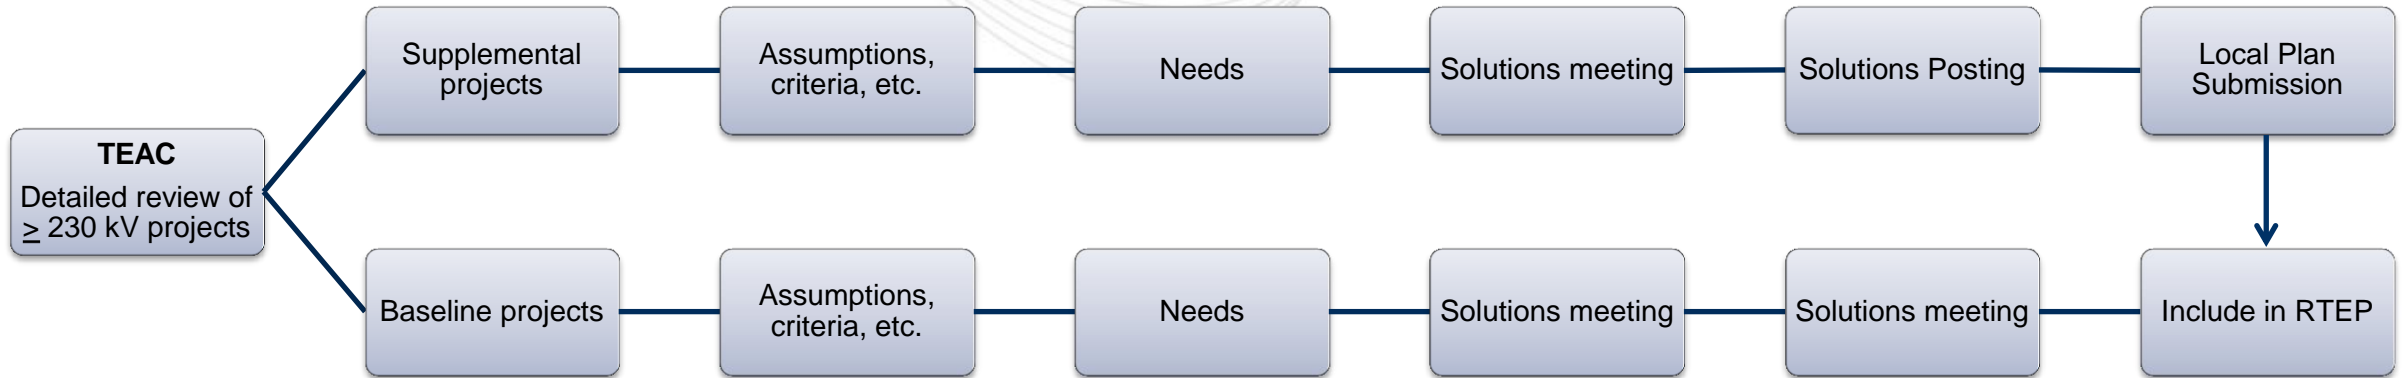 Supplemental
projects
Assumptions,
criteria, etc.
Needs
Solutions meeting
Solutions Posting
Local Plan
Submission
TEAC
Detailed review of
≥ 230 kV projects
Baseline projects
Assumptions,
criteria, etc.
Needs
Solutions meeting
Solutions meeting
Include in RTEP